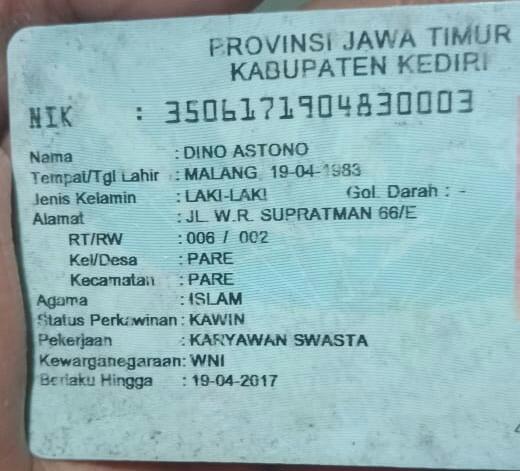 PROVINSI JAWA TIMUR
KABUPATEN KEDIRI
NIK : 3506171904830003
Nama : DINO ASTONO
Tempat/Tgl Lahir : MALANG 19-04-1983
Jenis Kelamin : LAKI-LAKI Gol. Darah : -
Alamat : JL. W.R. SUPRATMAN 66/E
RT/RW : 006 / 002
Kel/Desa : PARE
Kecamatan : PARE
Agama : ISLAM
Status Perkawinan : KAWIN
Pekerjaan : KARYAWAN SWASTA
Kewarganegaraan: WNI
Berlaku Hingga : 19-04-2017